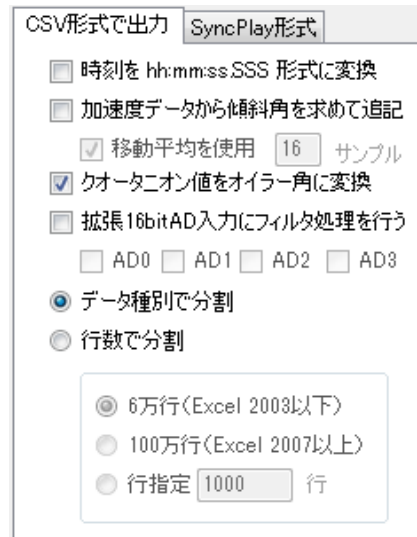 CSV形式で出力 SyncPlay形式
時刻を hh:mm:ss.SSS 形式に変換
加速度データから傾斜角を求めて追記
移動平均を使用 16 サンプル
クオータニオン値をオイラー角に変換
拡張16bitAD入力にフィルタ処理を行う
AD0 AD1 AD2 AD3
データ種別で分割
行数で分割
6万行(Excel 2003以下)
100万行(Excel 2007以上)
行指定 1000 行